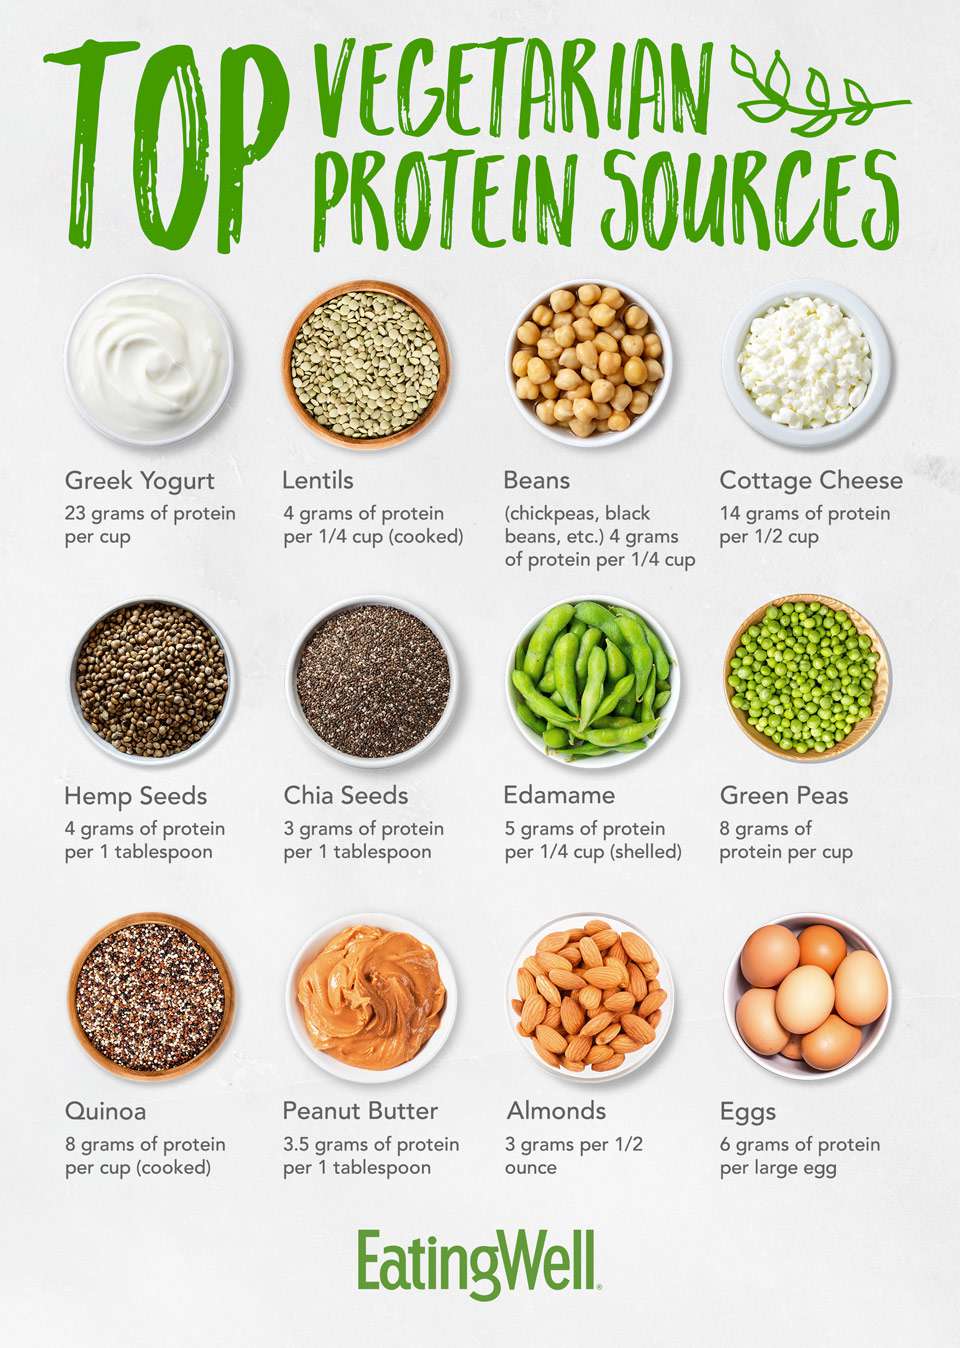 TOP VEGETARIAN
PROTEIN SOURCES
Greek Yogurt
23 grams of protein
per cup
Lentils
4 grams of protein
per 1/4 cup (cooked)
Beans
(chickpeas, black
beans, etc.) 4 grams
of protein per 1/4 cup
Cottage Cheese
14 grams of protein
per 1/2 cup
Hemp Seeds
4 grams of protein
per 1 tablespoon
Chia Seeds
3 grams of protein
per 1 tablespoon
Edamame
5 grams of protein
per 1/4 cup (shelled)
Green Peas
8 grams of
protein per cup
Quinoa
8 grams of protein
per cup (cooked)
Peanut Butter
3.5 grams of protein
per 1 tablespoon
Almonds
3 grams per 1/2
ounce
Eggs
6 grams of protein
per large egg
EatingWell®